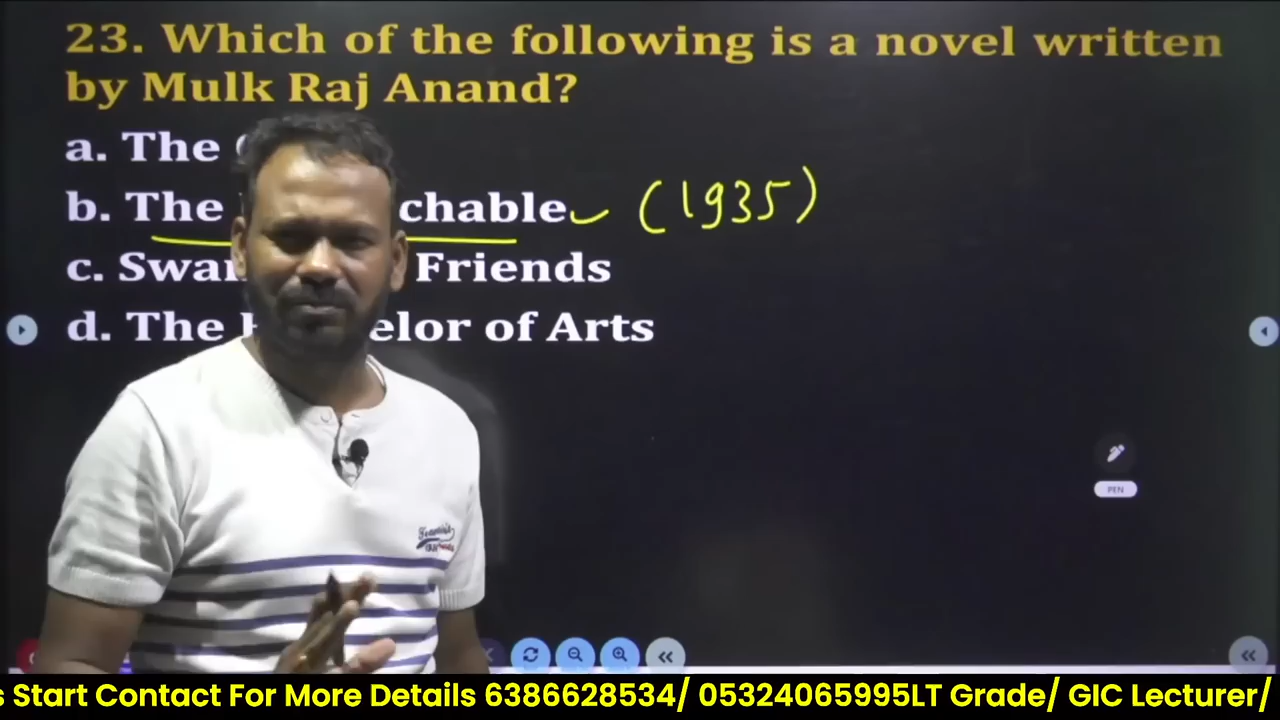 23. Which of the following is a novel written
by Mulk Raj Anand?
a. The
b. The chable (1935)
c. Swa Friends
d. The elor of Arts
PEN
s Start Contact For More Details 6386628534/ 05324065995LT Grade/ GIC Lecturer/